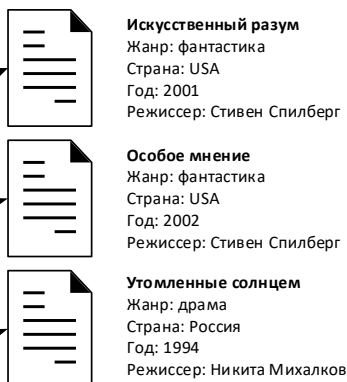 Искусственный разум
Жанр: фантастика
Страна: USA
Год: 2001
Режиссер: Стивен Спилберг
Особое мнение
Жанр: фантастика
Страна: USA
Год: 2002
Режиссер: Стивен Спилберг
Утомленные солнцем
Жанр: драма
Страна: Россия
Год: 1994
Режиссер: Никита Михалков